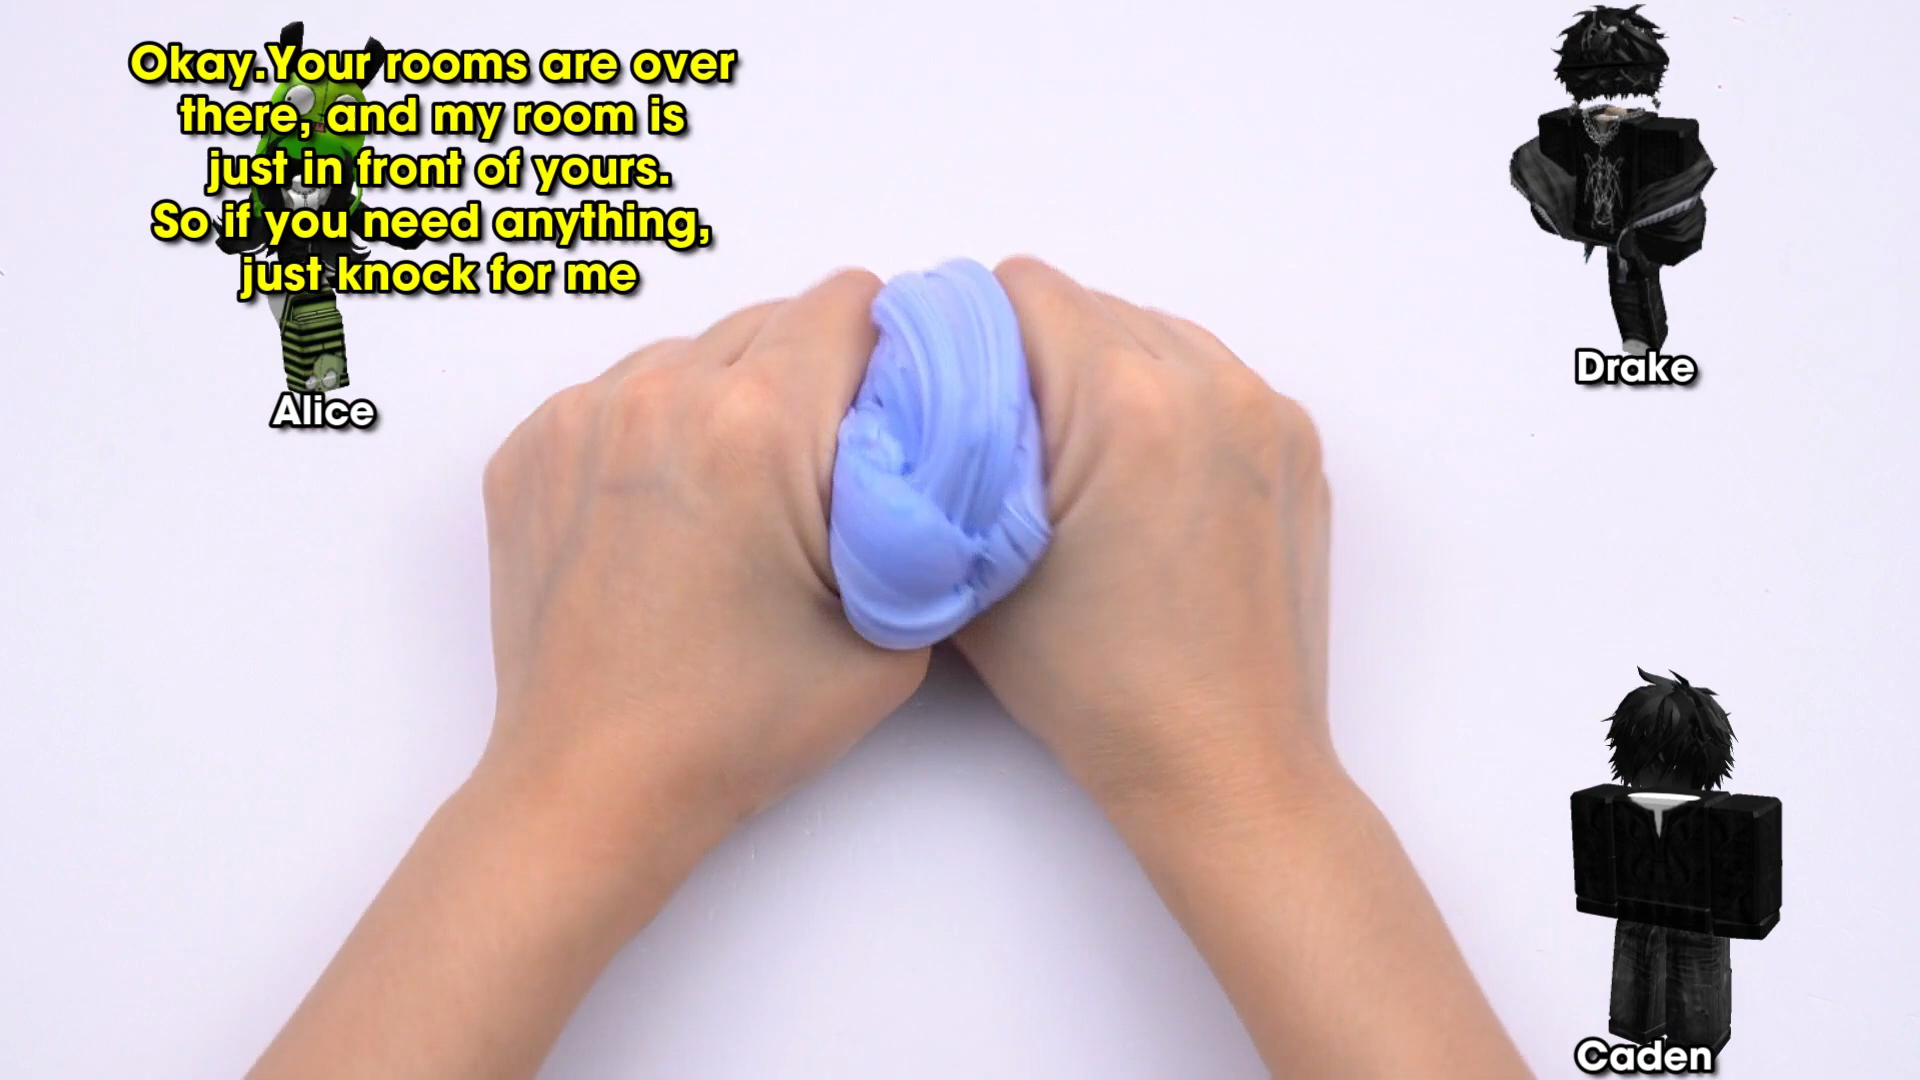 Okay.Your rooms are over
there, and my room is
just in front of yours.
So if you need anything,
just knock for me
Alice
Drake
Caden